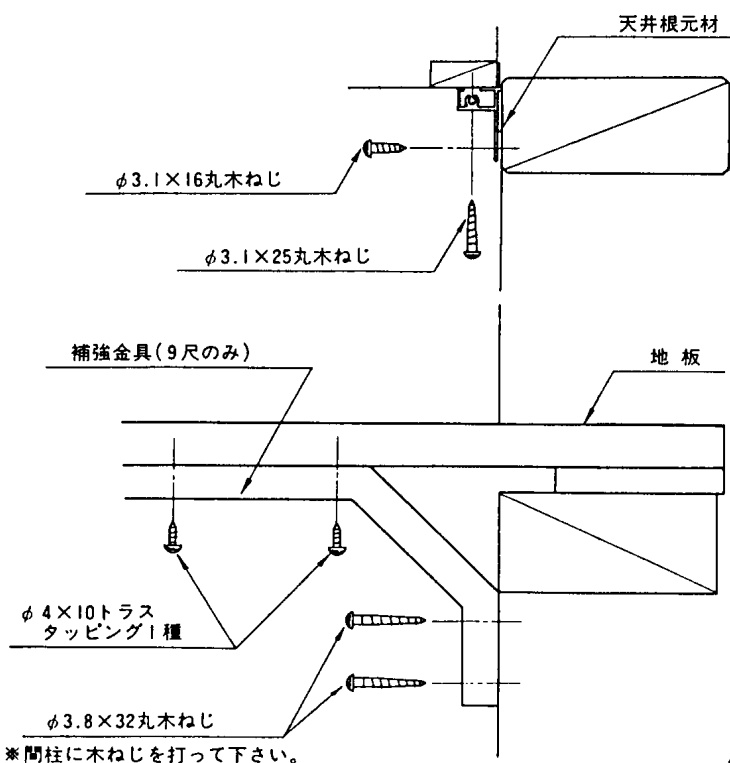 天井根元材
φ3.1×16丸木ねじ
φ3.1×25丸木ねじ
補強金具(9尺のみ)
地 板
φ4×10トラス
タッピング1種
φ3.8×32丸木ねじ
※間柱に木ねじを打って下さい。